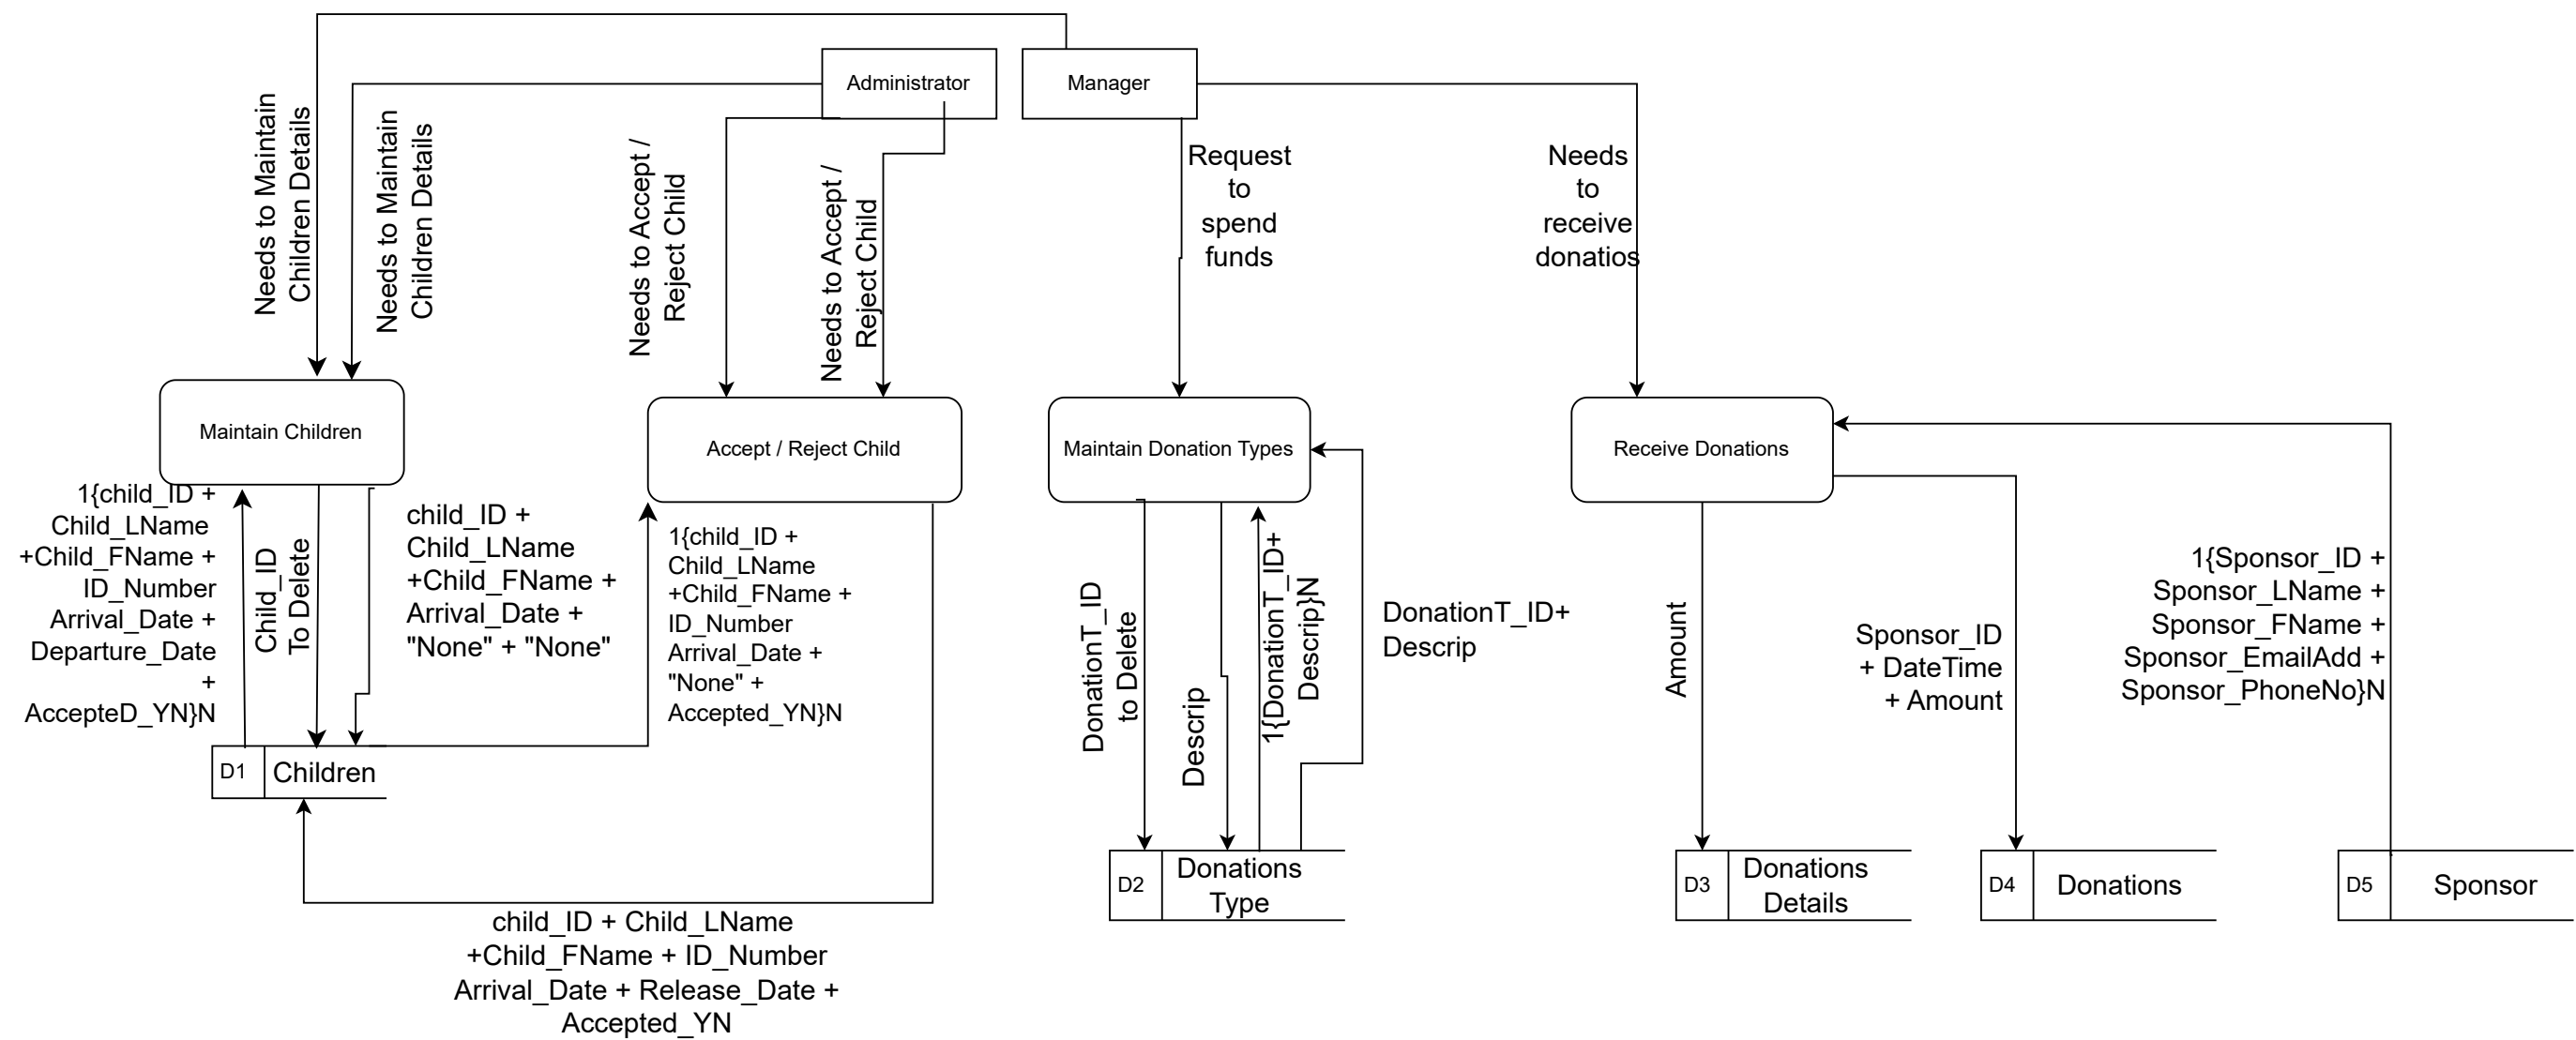 Administrator
Manager
Needs to Maintain
Children Details
Needs to Maintain
Children Details
Needs to Accept /
Reject Child
Needs to Accept /
Reject Child
Request
to
spend
funds
Needs
to
receive
donatios
Maintain Children
Accept / Reject Child
Maintain Donation Types
Receive Donations
1{child_ID +
Child_LName
+Child_FName +
ID_Number
Arrival_Date +
Departure_Date
+
AccepteD_YN}N
Child_ID
To Delete
child_ID +
Child_LName
+Child_FName +
Arrival_Date +
"None" + "None"
1{child_ID +
Child_LName
+Child_FName +
ID_Number
Arrival_Date +
"None" +
Accepted_YN}N
DonationT_ID
to Delete
Descrip
1{DonationT_ID+
Descrip}N
DonationT_ID+
Descrip
Amount
Sponsor_ID
+ DateTime
+ Amount
1{Sponsor_ID +
Sponsor_LName +
Sponsor_FName +
Sponsor_EmailAdd +
Sponsor_PhoneNo}N
D1
Children
D2
Donations
Type
D3
Donations
Details
D4
Donations
D5
Sponsor
child_ID + Child_LName
+Child_FName + ID_Number
Arrival_Date + Release_Date +
Accepted_YN